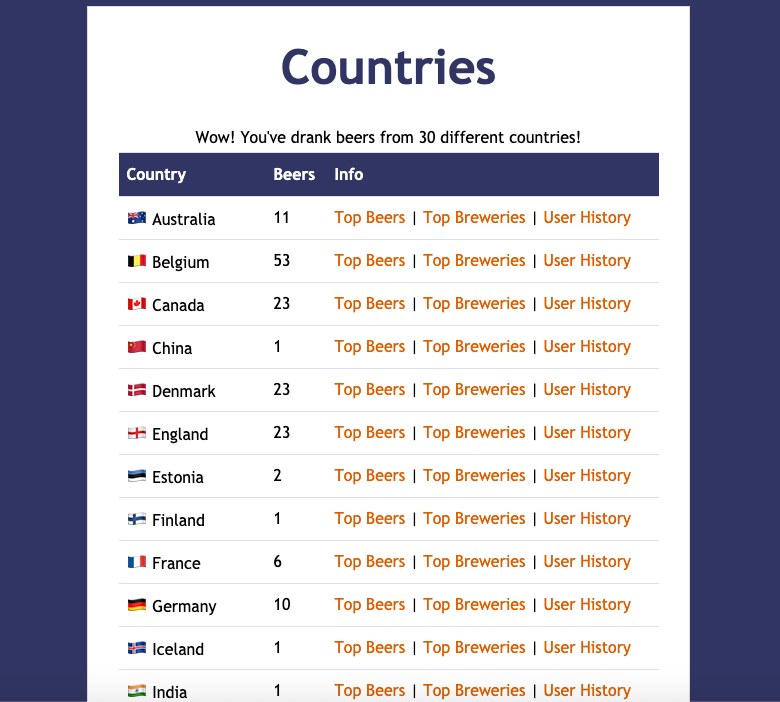 Countries
Wow! You've drank beers from 30 different countries!
Country Beers Info
Australia 11 Top Beers | Top Breweries | User History
Belgium 53 Top Beers | Top Breweries | User History
Canada 23 Top Beers | Top Breweries | User History
China 1 Top Beers | Top Breweries | User History
Denmark 23 Top Beers | Top Breweries | User History
England 23 Top Beers | Top Breweries | User History
Estonia 2 Top Beers | Top Breweries | User History
Finland 1 Top Beers | Top Breweries | User History
France 6 Top Beers | Top Breweries | User History
Germany 10 Top Beers | Top Breweries | User History
Iceland 1 Top Beers | Top Breweries | User History
India 1 Top Beers | Top Breweries | User History